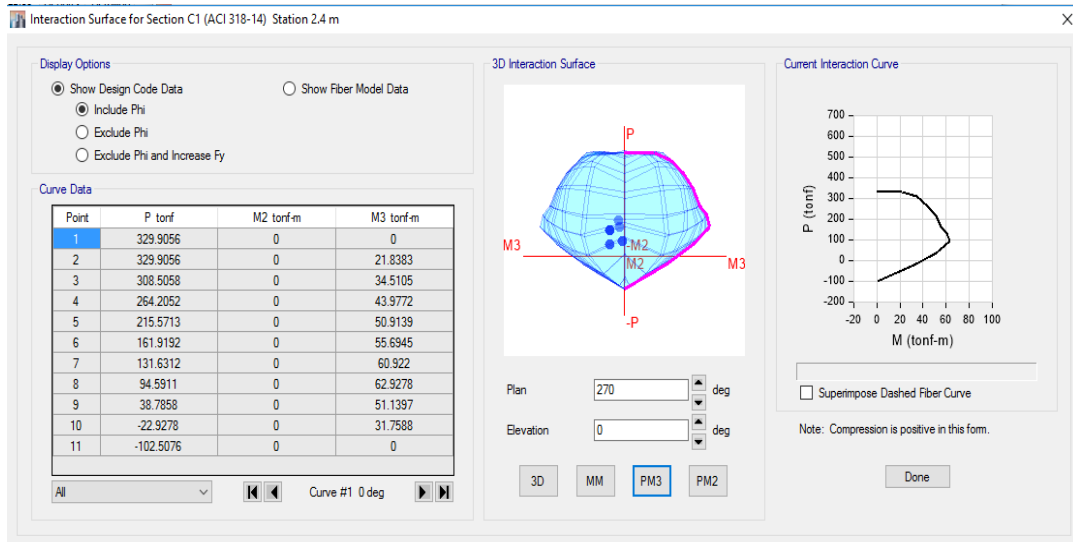 Interaction Surface for Section C1 (ACI 318-14) Station 2.4 m
Display Options
Show Design Code Data Show Fiber Model Data
Include Phi
Exclude Phi
Exclude Phi and Increase Fy
Curve Data
Point P tonf M2 tonf-m M3 tonf-m
1 329.9056 0 0
2 329.9056 0 21.8383
3 308.5058 0 34.5105
4 264.2052 0 43.9772
5 215.5713 0 50.9139
6 161.9192 0 55.6945
7 131.6312 0 60.922
8 94.5911 0 62.9278
9 38.7858 0 51.1397
10 -22.9278 0 31.7588
11 -102.5076 0 0
All Curve #1 0 deg
3D Interaction Surface
P
M3
-M2
M2
M3
-P
Plan 270 deg
Elevation 0 deg
3D MM PM3 PM2
Current Interaction Curve
700
600
500
400
300
200
100
0
-100
-200
P (tonf)
-20 0 20 40 60 80 100
M (tonf-m)
Superimpose Dashed Fiber Curve
Note: Compression is positive in this form.
Done